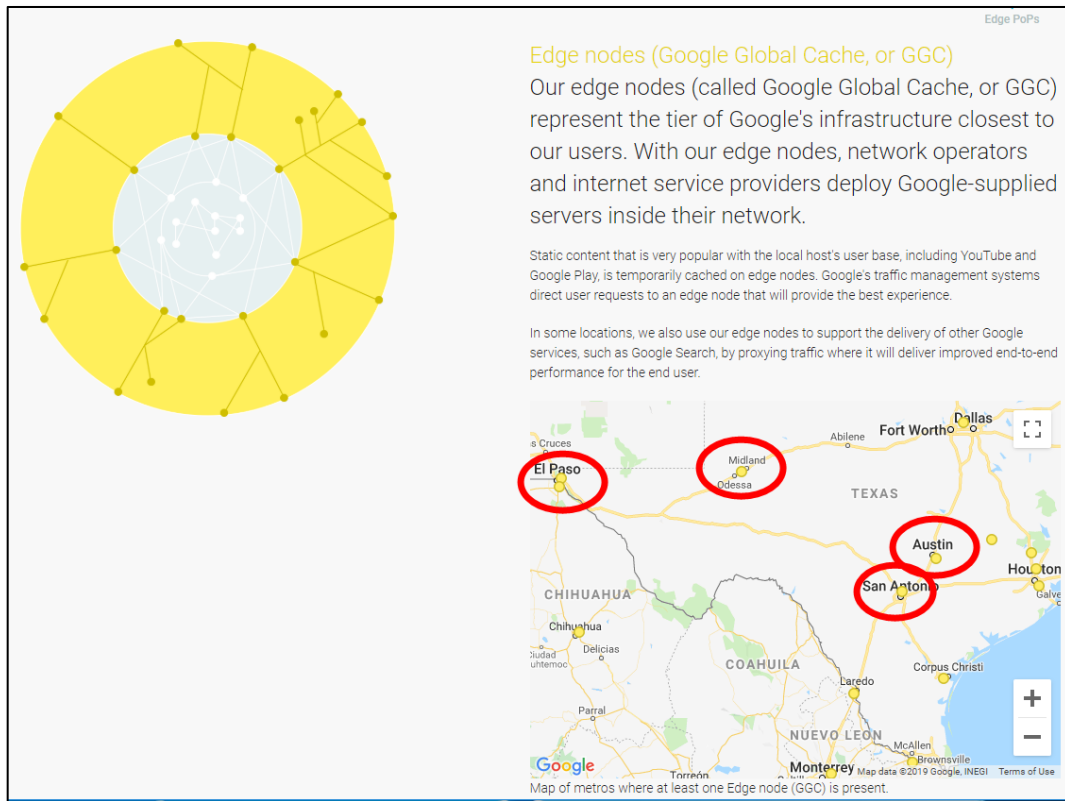 Edge PoPs
Edge nodes (Google Global Cache, or GGC)
Our edge nodes (called Google Global Cache, or GGC)
represent the tier of Google's infrastructure closest to
our users. With our edge nodes, network operators
and internet service providers deploy Google-supplied
servers inside their network.
Static content that is very popular with the local host's user base, including YouTube and
Google Play, is temporarily cached on edge nodes. Google's traffic management systems
direct user requests to an edge node that will provide the best experience.
In some locations, we also use our edge nodes to support the delivery of other Google
services, such as Google Search, by proxying traffic where it will deliver improved end-to-end
performance for the end user.
Dallas
Fort Worth
Abilene
s Cruces
Midland
El Paso
Odessa
TEXAS
Austin
Houston
San Antonio
Galve
CHIHUAHUA
Chihuahua
Ciudad
uhtemoc
Delicias
COAHUILA
Corpus Christi
Laredo
Parral
NUEVO LEON
McAllen
Brownsville
Google
Monterrey
Torreón
Map data ©2019 Google, INEGI
Terms of Use
Map of metros where at least one Edge node (GGC) is present.